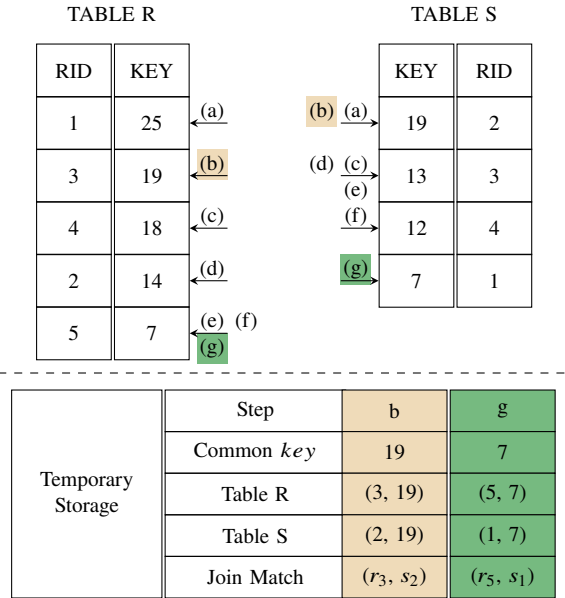 TABLE R TABLE S
RID KEY KEY RID
1 25 (a) (b) (a) 19 2
3 19 (b) (d) (c) 13 3
(e)
4 18 (c) (f) 12 4
2 14 (d) (g) 7 1
5 7 (e) (f)
(g)
Temporary Storage
Step b g
Common key 19 7
Table R (3, 19) (5, 7)
Table S (2, 19) (1, 7)
Join Match (r₃, s₂) (r₅, s₁)